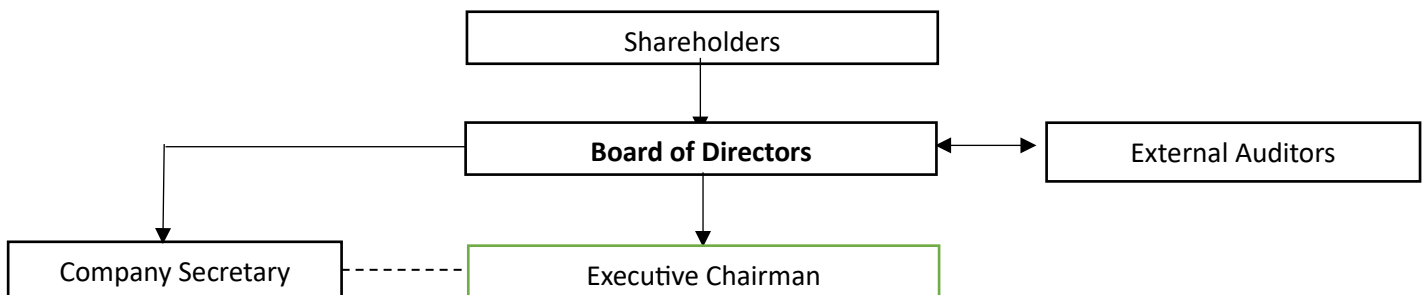 Shareholders
Board of Directors
External Auditors
Company Secretary
Executive Chairman